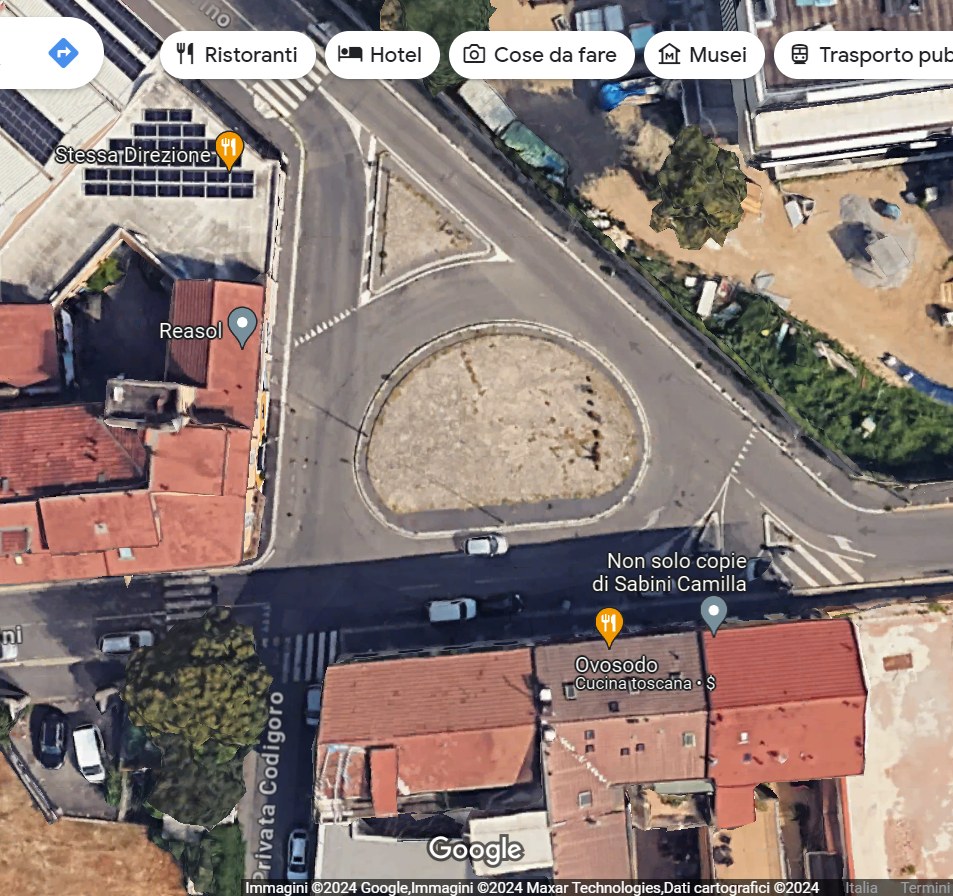 Ristoranti
Hotel
Cose da fare
Musei
Trasporto pub
Stessa Direzione
Reasol
Non solo copie
di Sabini Camilla
Ovosodo
Cucina toscana • $
Privata Codigoro
Google
Immagini ©2024 Google,Immagini ©2024 Maxar Technologies,Dati cartografici ©2024
Italia
Termini